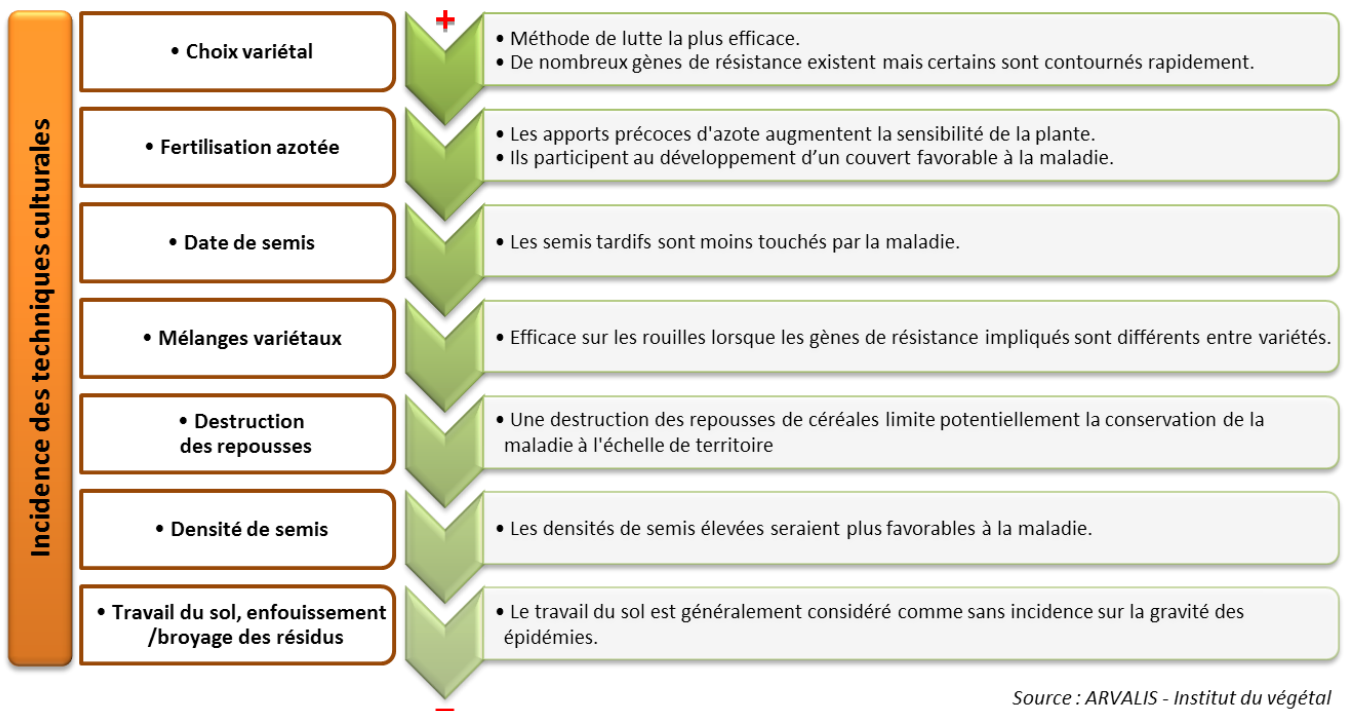 Incidence des techniques culturales
+
• Choix variétal
• Méthode de lutte la plus efficace.
• De nombreux gènes de résistance existent mais certains sont contournés rapidement.
• Fertilisation azotée
• Les apports précoces d'azote augmentent la sensibilité de la plante.
• Ils participent au développement d’un couvert favorable à la maladie.
• Date de semis
• Les semis tardifs sont moins touchés par la maladie.
• Mélanges variétaux
• Efficace sur les rouilles lorsque les gènes de résistance impliqués sont différents entre variétés.
• Destruction
des repousses
• Une destruction des repousses de céréales limite potentiellement la conservation de la
maladie à l'échelle de territoire
• Densité de semis
• Les densités de semis élevées seraient plus favorables à la maladie.
• Travail du sol, enfouissement
/broyage des résidus
• Le travail du sol est généralement considéré comme sans incidence sur la gravité des
épidémies.
–
Source : ARVALIS - Institut du végétal